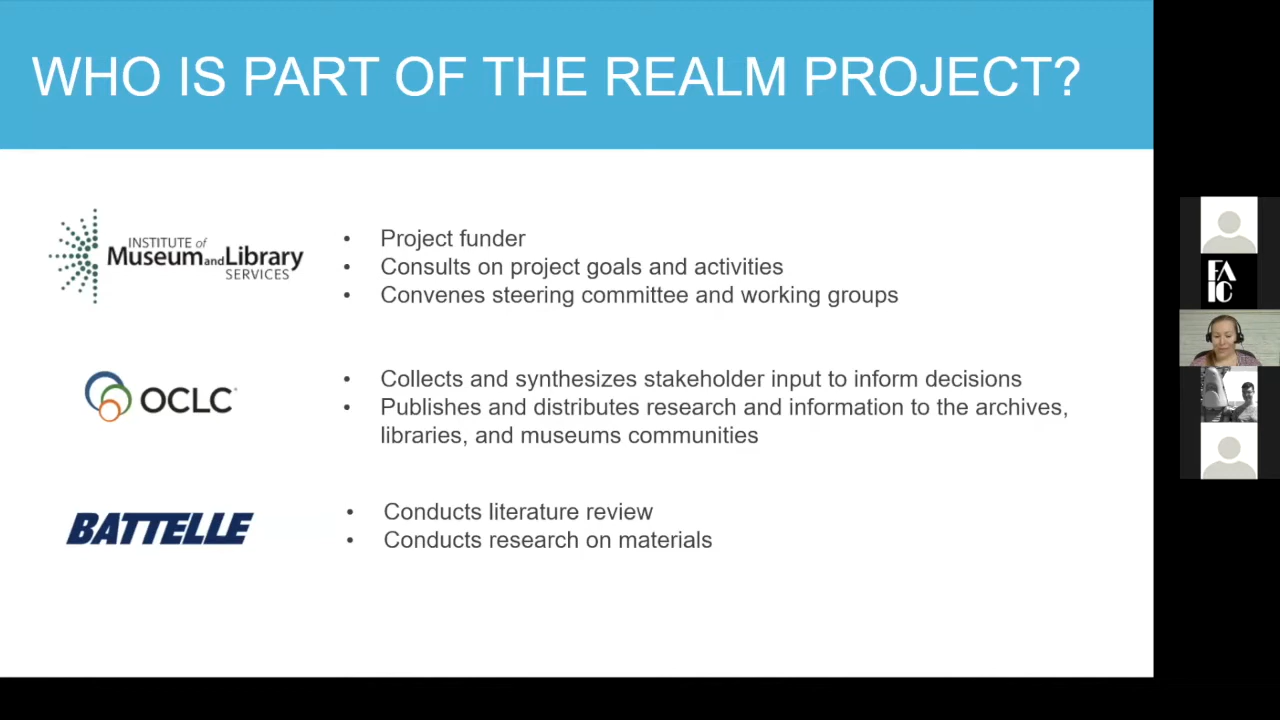 WHO IS PART OF THE REALM PROJECT?
INSTITUTE of
Museum and Library
SERVICES
• Project funder
• Consults on project goals and activities
• Convenes steering committee and working groups
OCLC
• Collects and synthesizes stakeholder input to inform decisions
• Publishes and distributes research and information to the archives,
libraries, and museums communities
BATTELLE
• Conducts literature review
• Conducts research on materials
FA
IC